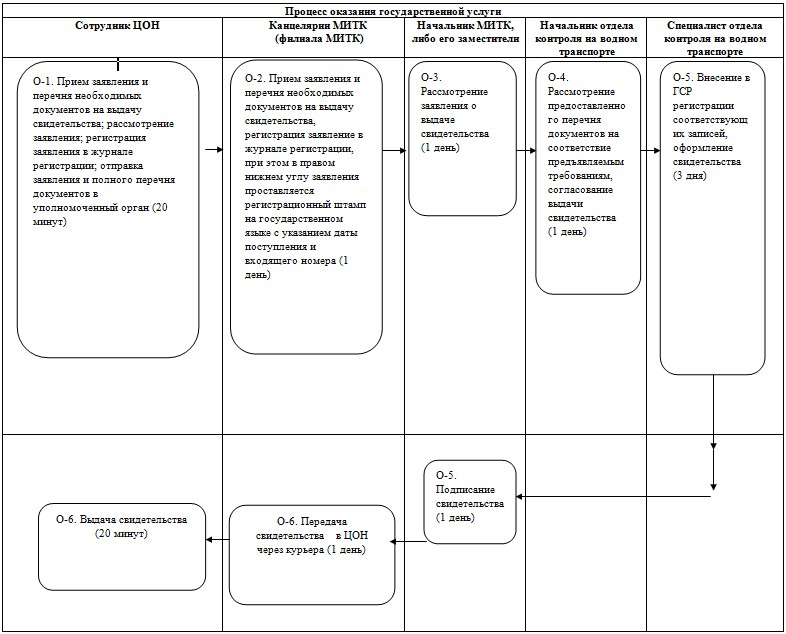 Процесс оказания государственной услуги
Сотрудник ЦОН
Канцелярии МИТК
(филиала МИТК)
Начальник МИТК,
либо его заместители
Начальник отдела
контроля на водном
транспорте
Специалист отдела
контроля на водном
транспорте
О-1. Прием заявления и
перечня необходимых
документов на выдачу
свидетельства; рассмотрение
заявления; регистрация
заявления в журнале
регистрации; отправка
заявления и полного перечня
документов в
уполномоченный орган (20
минут)
О-2. Прием заявления и
перечня необходимых
документов на выдачу
свидетельства,
регистрация заявление в
журнале регистрации,
при этом в правом
нижнем углу заявления
проставляется
регистрационный штамп
на государственном
языке с указанием даты
поступления и
входящего номера (1
день)
О-3.
Рассмотрение
заявления о
выдаче
свидетельства
(1 день)
О-4.
Рассмотрение
предоставленно
го перечня
документов на
соответствие
предъявляемым
требованиям,
согласование
выдачи
свидетельства
(1 день)
О-5. Внесение в
ГСР
регистрации
соответствующ
их записей,
оформление
свидетельства
(3 дня)
О-5.
Подписание
свидетельства
(1 день)
О-6. Передача
свидетельства в ЦОН
через курьера (1 день)
О-6. Выдача свидетельства
(20 минут)